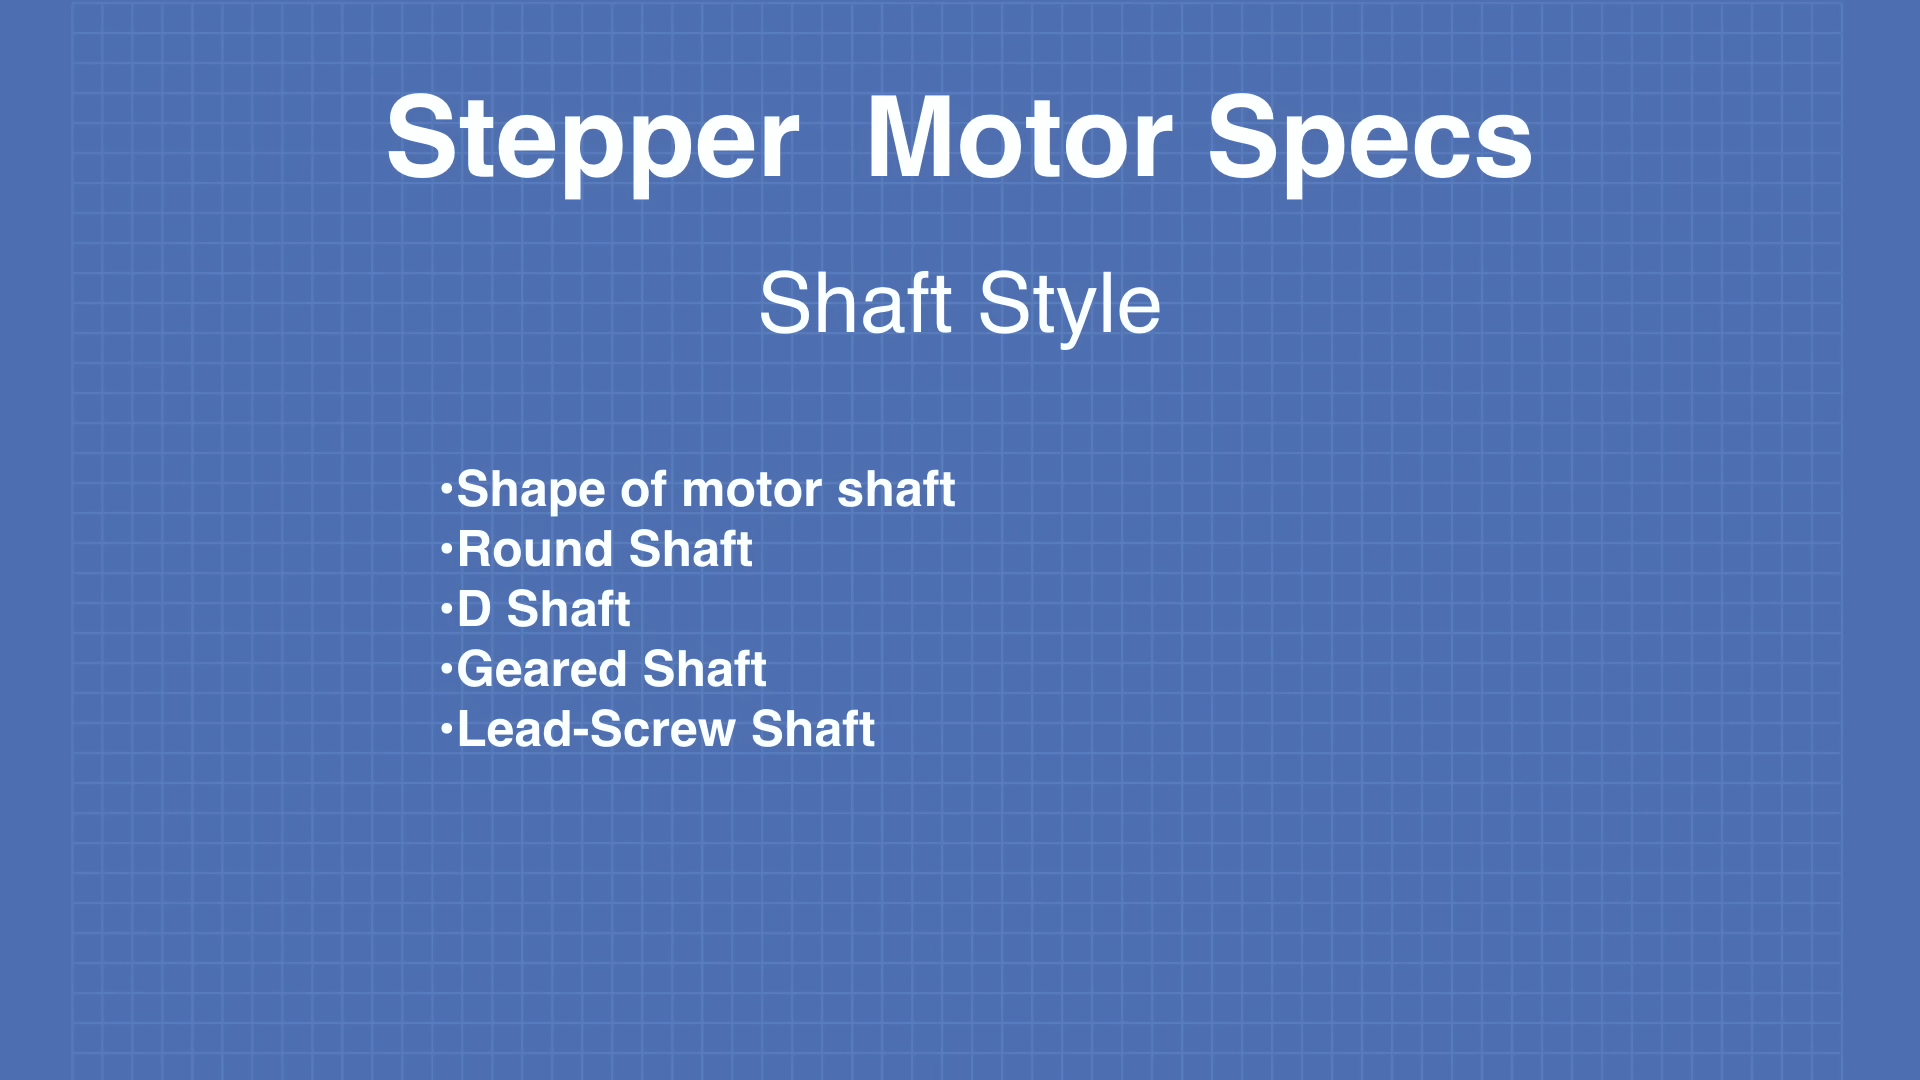 Stepper  Motor Specs
Shaft Style
•Shape of motor shaft
•Round Shaft
•D Shaft
•Geared Shaft
•Lead-Screw Shaft